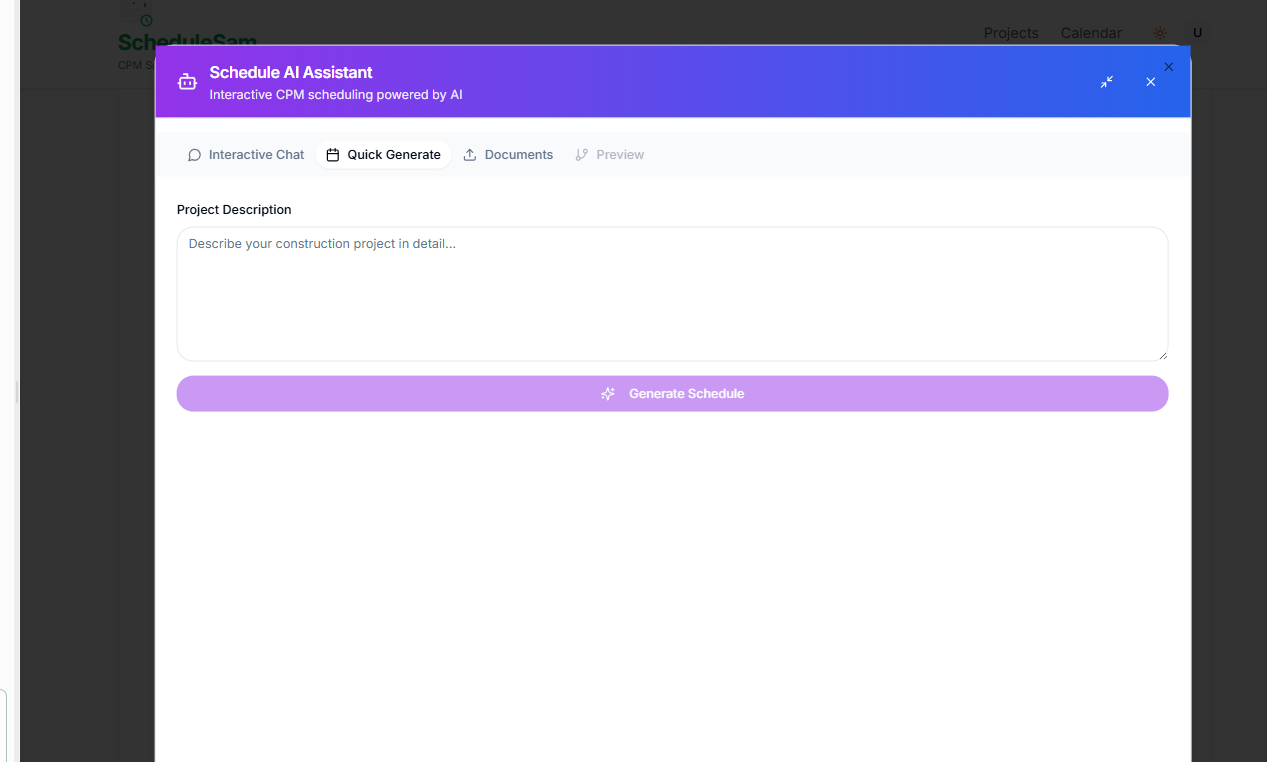 ScheduleSam
CPM S
Projects Calendar U
Schedule AI Assistant
Interactive CPM scheduling powered by AI
Interactive Chat Quick Generate Documents Preview
Project Description
Describe your construction project in detail...
Generate Schedule